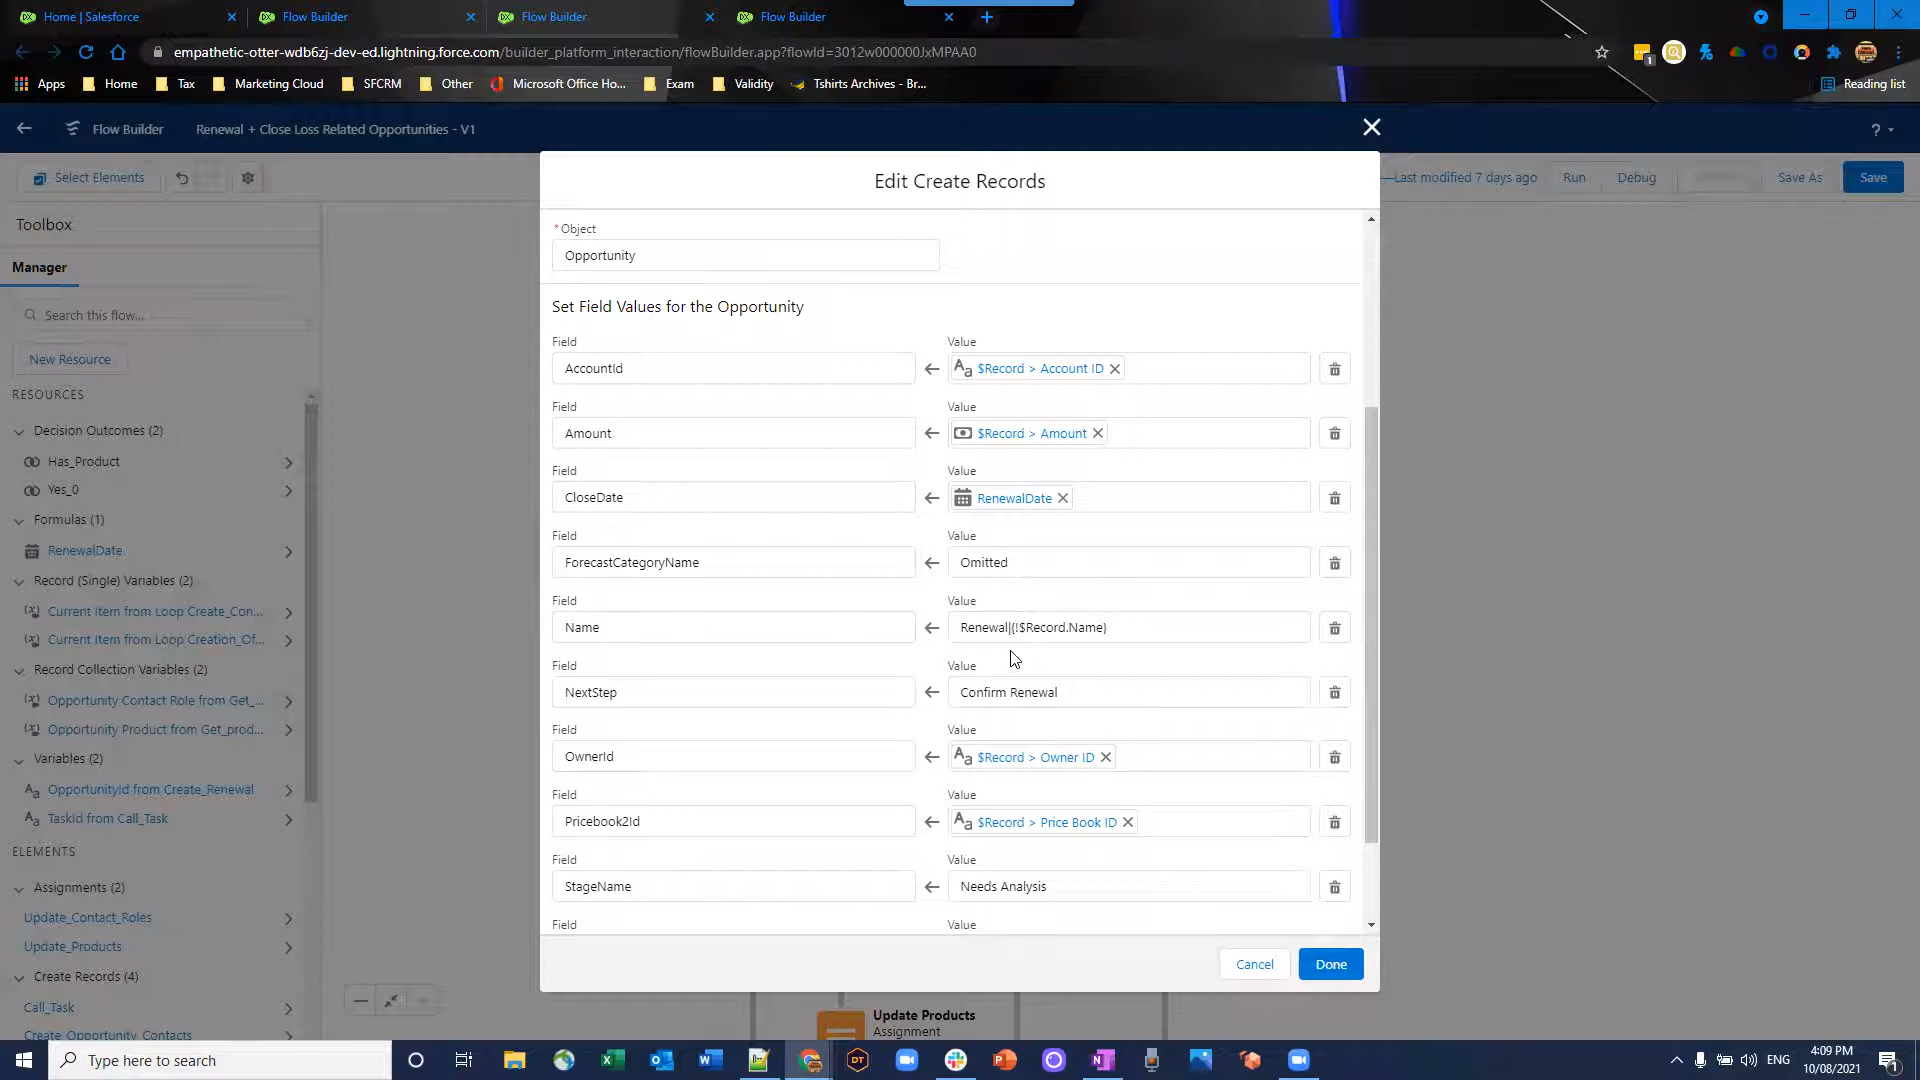 Home | Salesforce
Flow Builder
Flow Builder
Flow Builder
empathetic-otter-wdb6zj-dev-ed.lightning.force.com/builder_platform_interaction/flowBuilder.app?flowId=3012w000000JxMPAA0
Apps
Home
Tax
Marketing Cloud
SFCRM
Other
Microsoft Office Ho...
Exam
Validity
Tshirts Archives - Br...
Reading list
Flow Builder
Renewal + Close Loss Related Opportunities - V1
?
Select Elements
Last modified 7 days ago
Run
Debug
Save As
Save
Toolbox
Manager
Search this flow...
New Resource
RESOURCES
Decision Outcomes (2)
Has_Product
Yes_0
Formulas (1)
RenewalDate
Record (Single) Variables (2)
Current Item from Loop Create_Con...
Current Item from Loop Creation_Of...
Record Collection Variables (2)
Opportunity Contact Role from Get_...
Opportunity Product from Get_prod...
Variables (2)
OpportunityId from Create_Renewal
TaskId from Call_Task
ELEMENTS
Assignments (2)
Update_Contact_Roles
Update_Products
Create Records (4)
Call_Task
Create_Opportunity_Contacts
Edit Create Records
* Object
Opportunity
Set Field Values for the Opportunity
Field
Value
AccountId
$Record > Account ID
Field
Value
Amount
$Record > Amount
Field
Value
CloseDate
RenewalDate
Field
Value
ForecastCategoryName
Omitted
Field
Value
Name
Renewal|{!$Record.Name}
Field
Value
NextStep
Confirm Renewal
Field
Value
OwnerId
$Record > Owner ID
Field
Value
Pricebook2Id
$Record > Price Book ID
Field
Value
StageName
Needs Analysis
Field
Value
Cancel
Done
Update Products
Assignment
Type here to search
DT
ENG
4:09 PM
10/08/2021